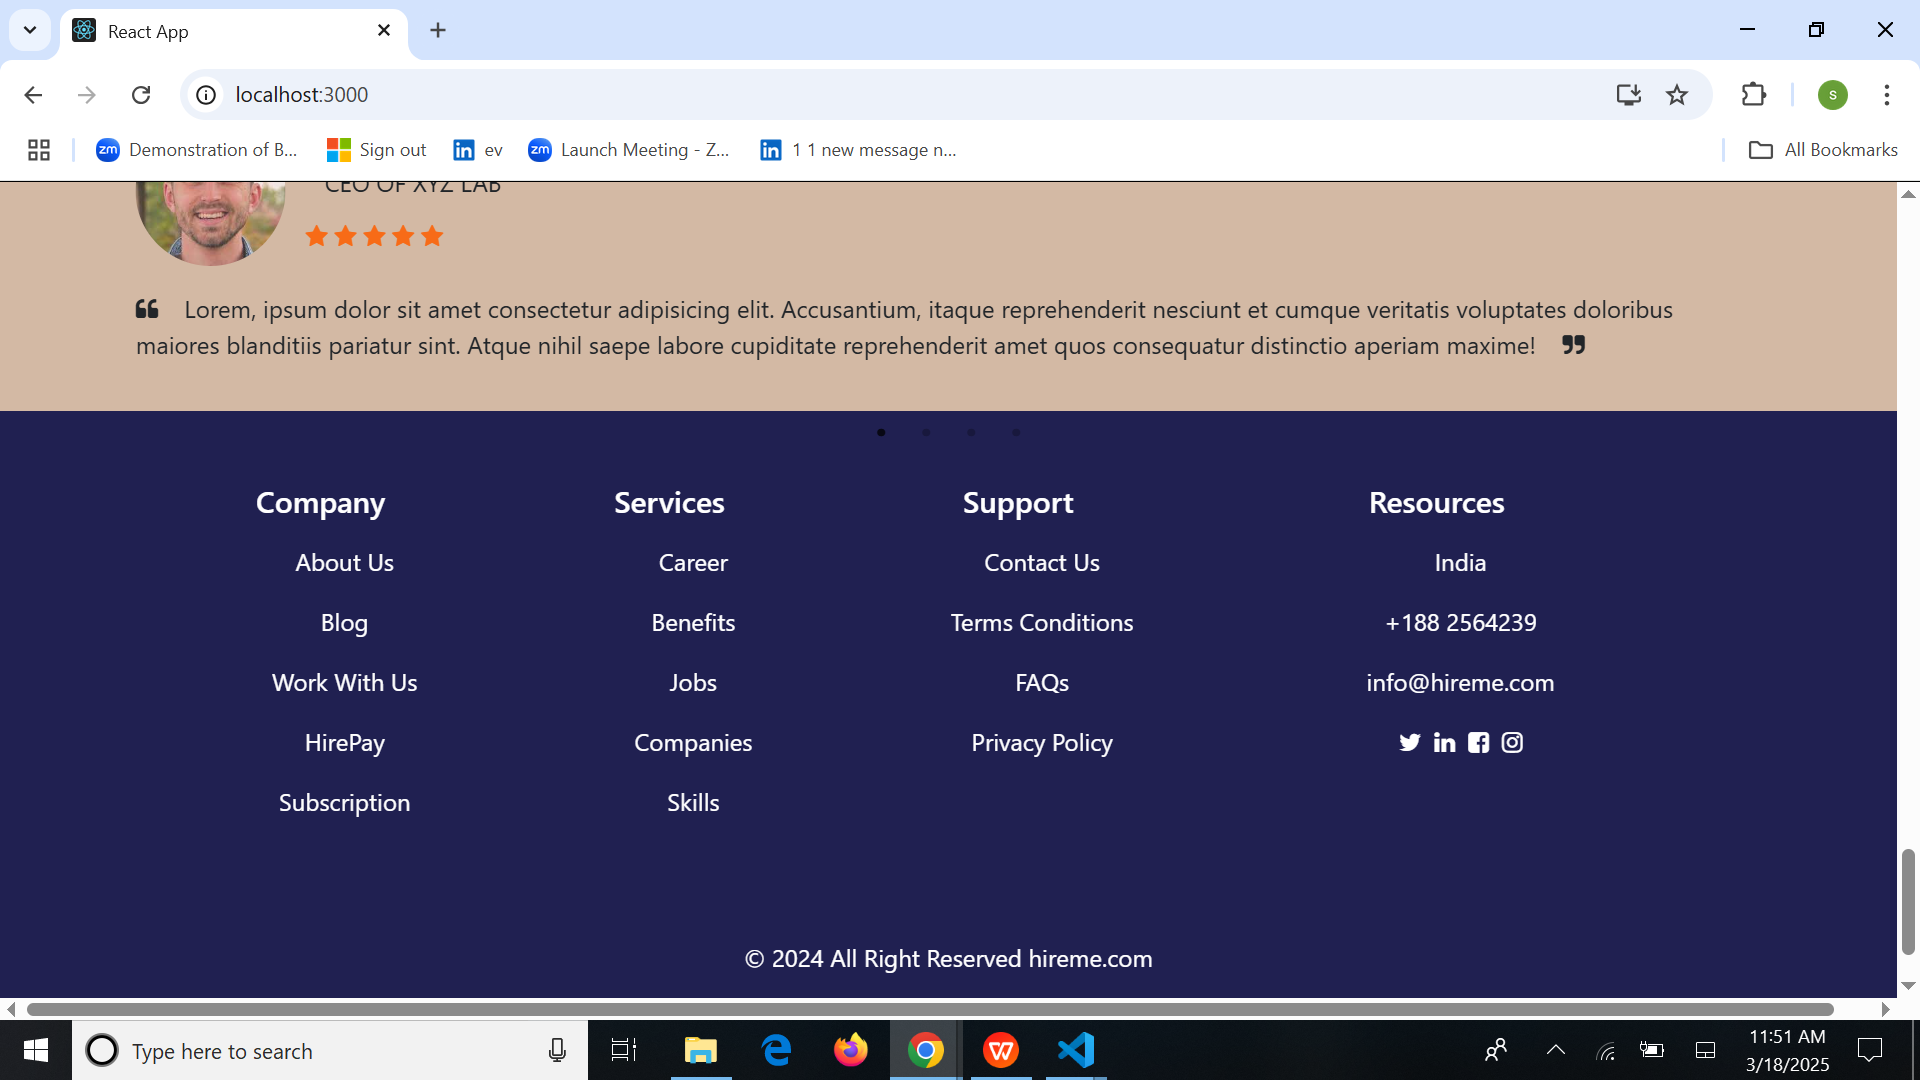 React App
localhost:3000
S
zm Demonstration of B...
Sign out
in ev
zm Launch Meeting - Z...
in 1 1 new message n...
All Bookmarks
CEO OF XYZ LAB
❝ Lorem, ipsum dolor sit amet consectetur adipisicing elit. Accusantium, itaque reprehenderit nesciunt et cumque veritatis voluptates doloribus
maiores blanditiis pariatur sint. Atque nihil saepe labore cupiditate reprehenderit amet quos consequatur distinctio aperiam maxime! ❞
Company
About Us
Blog
Work With Us
HirePay
Subscription
Services
Career
Benefits
Jobs
Companies
Skills
Support
Contact Us
Terms Conditions
FAQs
Privacy Policy
Resources
India
+188 2564239
info@hireme.com
© 2024 All Right Reserved hireme.com
Type here to search
11:51 AM
3/18/2025